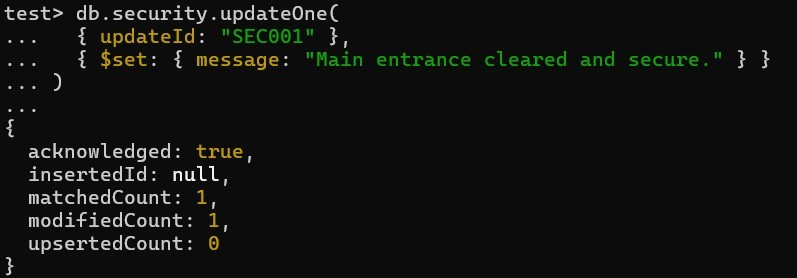 test> db.security.updateOne(
...   { updateId: "SEC001" },
...   { $set: { message: "Main entrance cleared and secure." } }
... )
...
{
  acknowledged: true,
  insertedId: null,
  matchedCount: 1,
  modifiedCount: 1,
  upsertedCount: 0
}